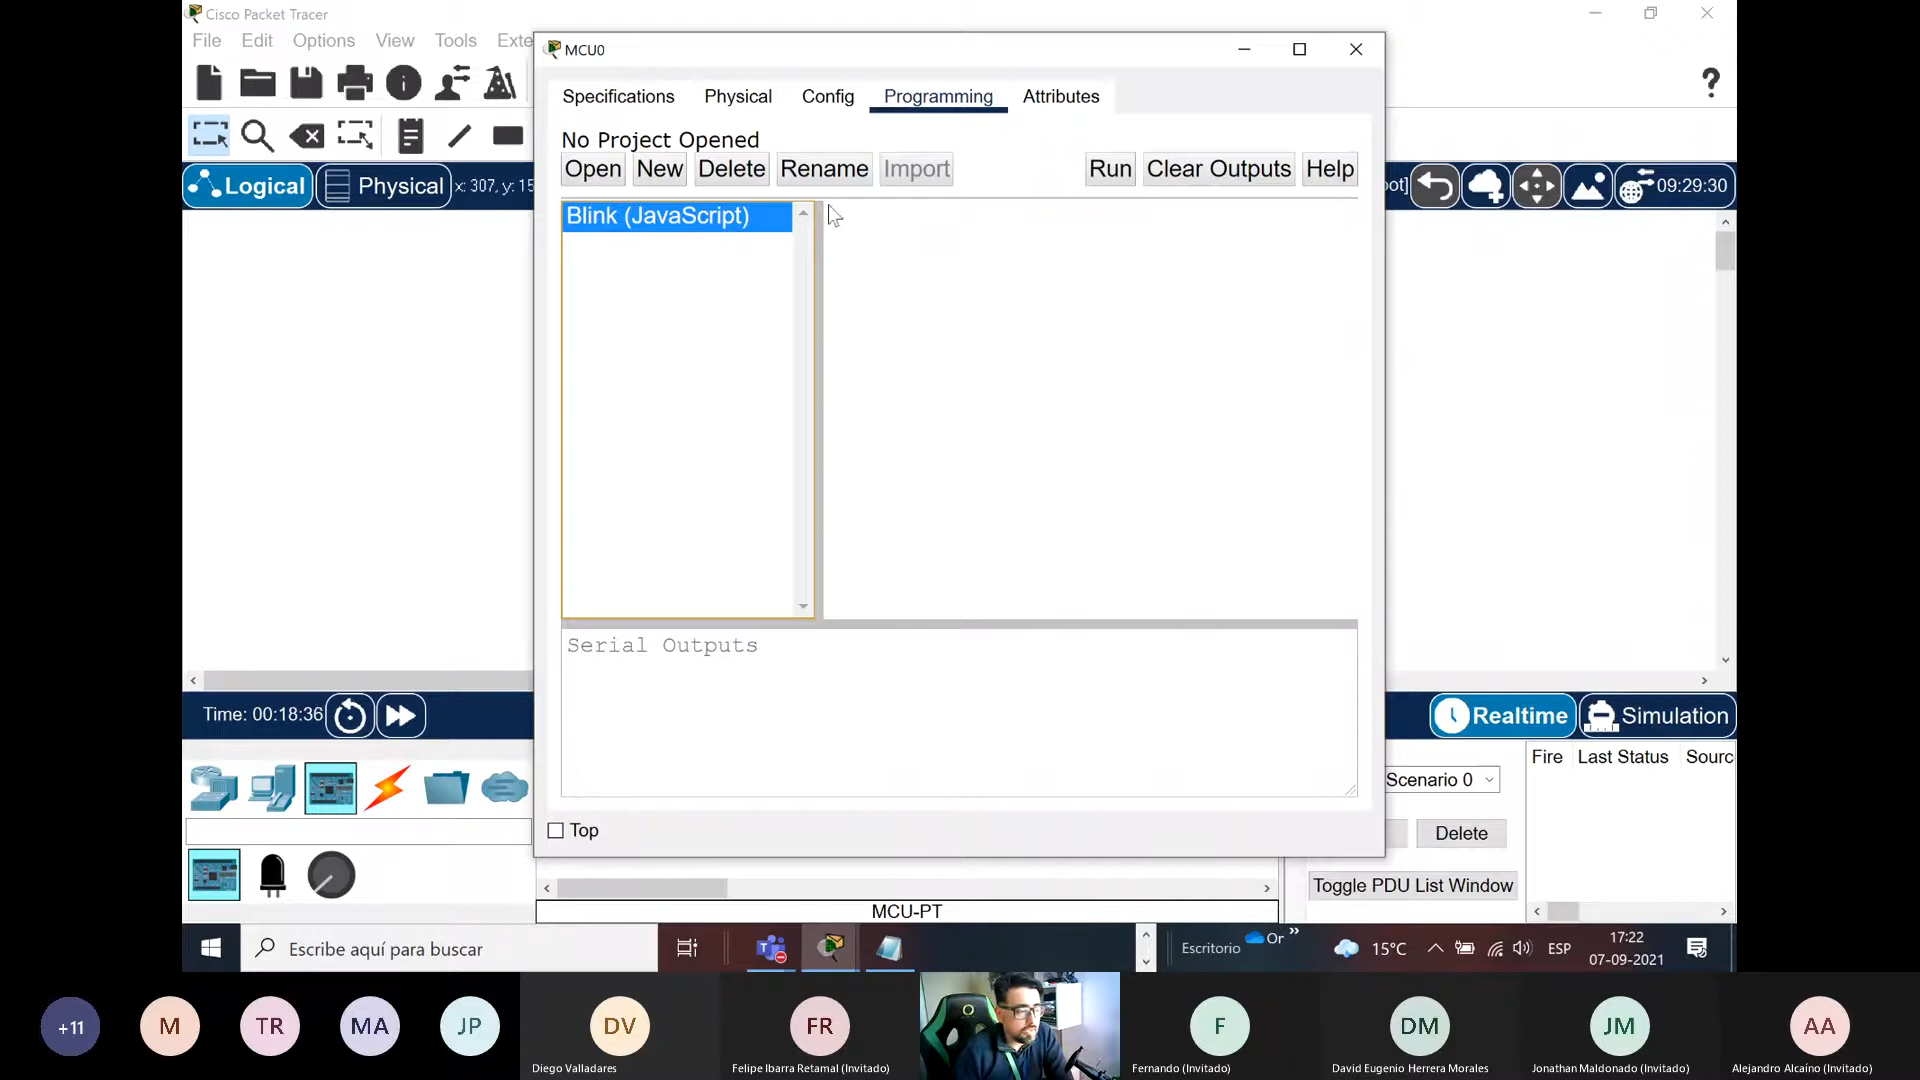 Cisco Packet Tracer
File Edit Options View Tools Exte
MCU0
Specifications Physical Config Programming Attributes
No Project Opened
Open New Delete Rename Import Run Clear Outputs Help
Logical Physical x: 307, y: 15 oot] 09:29:30
Blink (JavaScript)
Serial Outputs
Time: 00:18:36 Realtime Simulation
Fire Last Status Sourc
Scenario 0
Delete
Top
Toggle PDU List Window
MCU-PT
Escribe aquí para buscar
Escritorio Or 15°C ESP 17:22
07-09-2021
+11 M TR MA JP DV FR F DM JM AA
Diego Valladares Felipe Ibarra Retamal (Invitado) Fernando (Invitado) David Eugenio Herrera Morales Jonathan Maldonado (Invitado) Alejandro Alcaíno (Invitado)